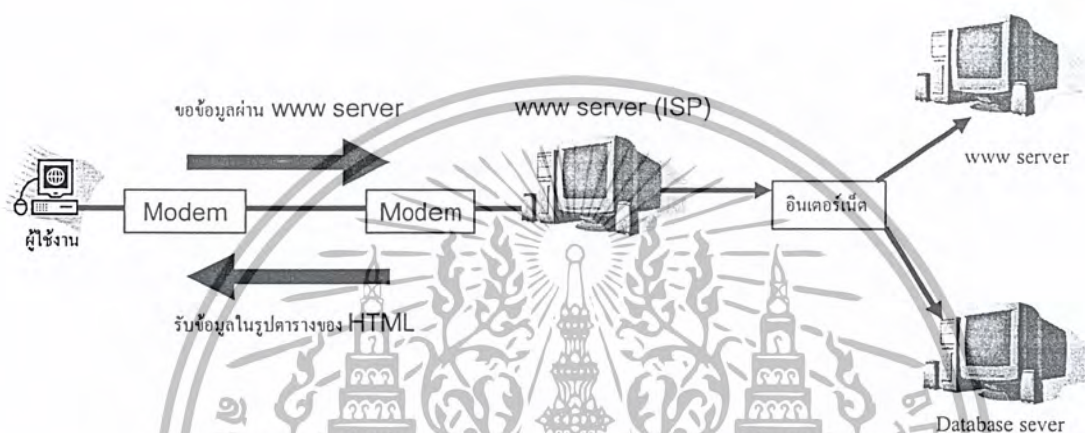 ขอข้อมูลผ่าน www server
www server (ISP)
www server
Modem
Modem
อินเตอร์เน็ต
ผู้ใช้งาน
รับข้อมูลในรูปตารางของ HTML
Database sever